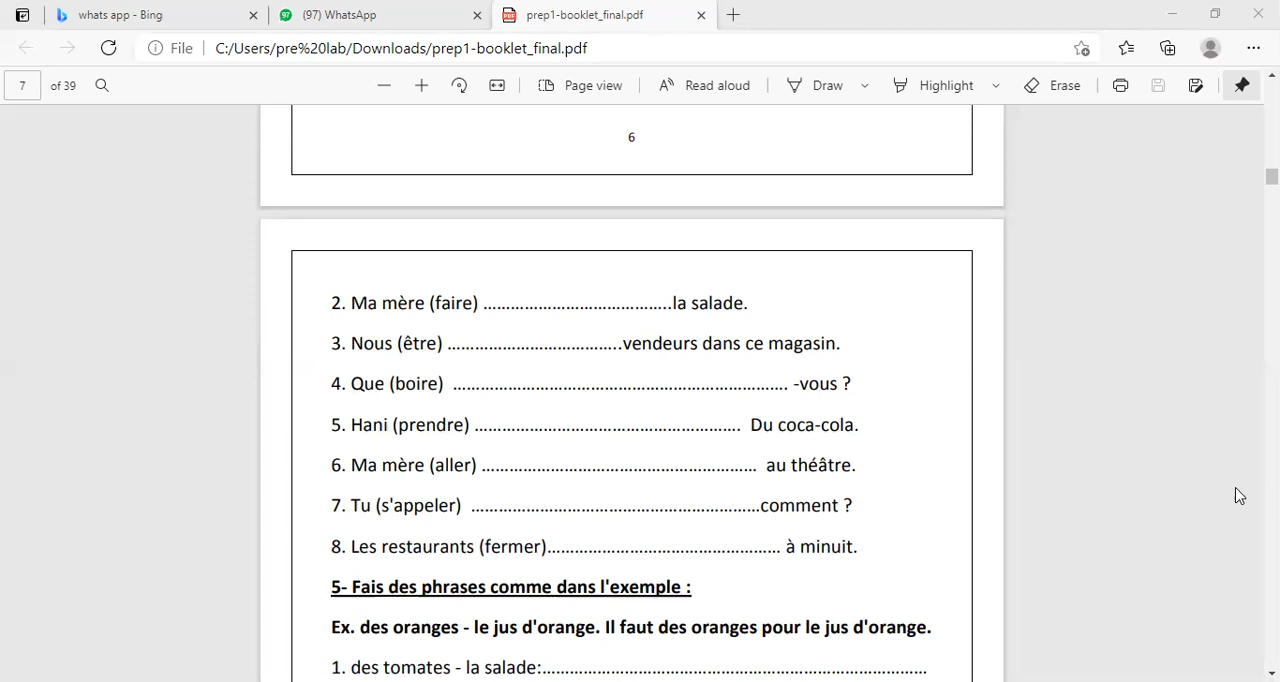 whats app - Bing
(97) WhatsApp
prep1-booklet_final.pdf
File
C:/Users/pre%20lab/Downloads/prep1-booklet_final.pdf
7 of 39
Page view
Read aloud
Draw
Highlight
Erase
6
2. Ma mère (faire) ……………………………..la salade.
3. Nous (être) ……………………………..vendeurs dans ce magasin.
4. Que (boire) ……………………………………………………. -vous ?
5. Hani (prendre) …………………………………………. Du coca-cola.
6. Ma mère (aller) …………………………………………… au théâtre.
7. Tu (s'appeler) ……………………………………………..comment ?
8. Les restaurants (fermer)……………………………………. à minuit.
5- Fais des phrases comme dans l'exemple :
Ex. des oranges - le jus d'orange. Il faut des oranges pour le jus d'orange.
1. des tomates - la salade:……………………………………………………………